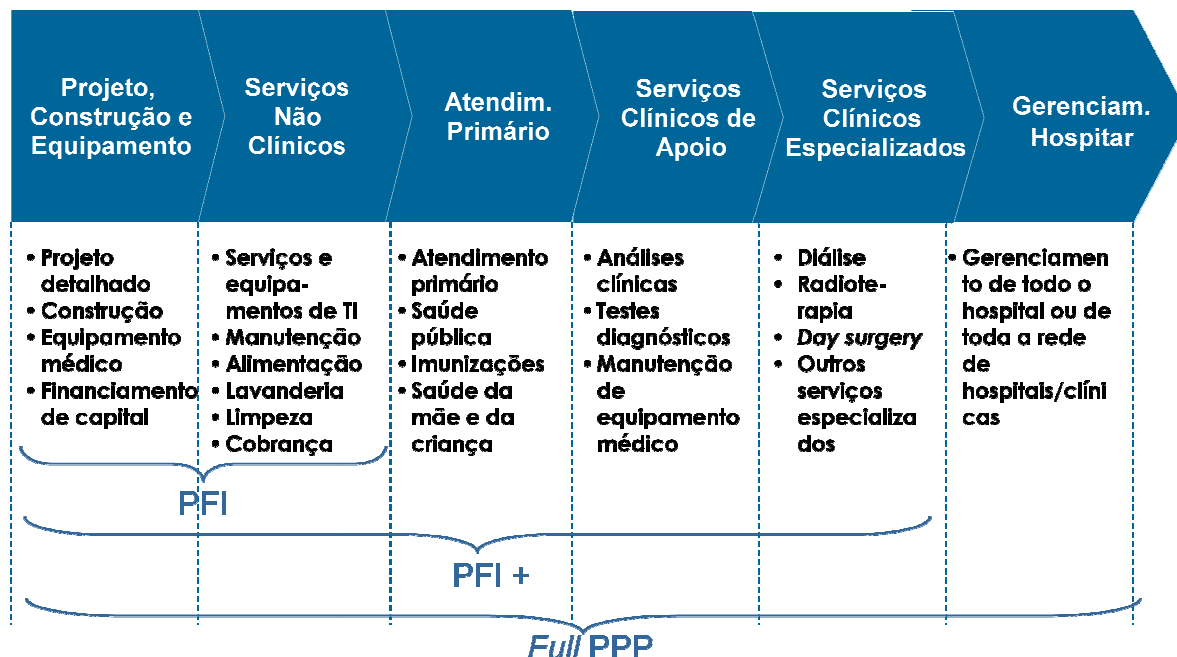 Projeto,
Construção e
Equipamento
Serviços
Não
Clínicos
Atendim.
Primário
Serviços
Clínicos de
Apoio
Serviços
Clínicos
Especializados
Gerenciam.
Hospitar
• Projeto
detalhado
• Construção
• Equipamento
médico
• Financiamento
de capital
• Serviços e
equipa-
mentos de TI
• Manutenção
• Alimentação
• Lavanderia
• Limpeza
• Cobrança
• Atendimento
primário
• Saúde
pública
• Imunizações
• Saúde da
mãe e da
criança
• Análises
clínicas
• Testes
diagnósticos
• Manutenção
de
equipamento
médico
• Diálise
• Radiote-
rapia
• Day surgery
• Outros
serviços
especializa
dos
• Gerenciamen
to de todo o
hospital ou de
toda a rede
de
hospitais/clíni
cas
PFI
PFI +
Full PPP